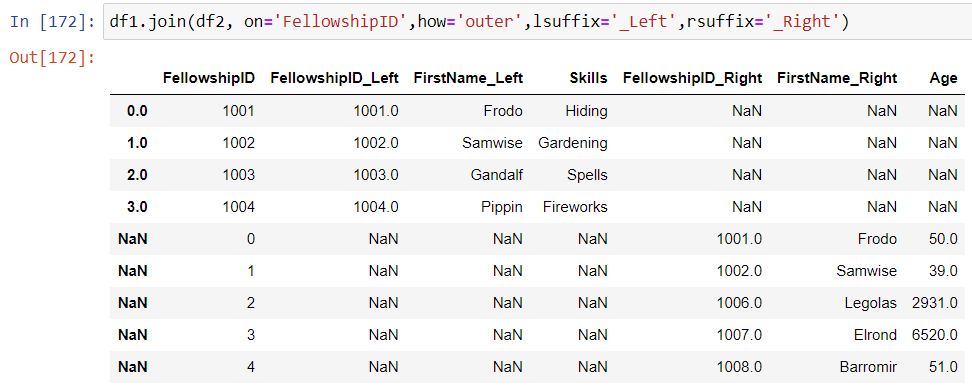 In [172]: df1.join(df2, on='FellowshipID',how='outer',lsuffix='_Left',rsuffix='_Right')
Out[172]:
FellowshipID FellowshipID_Left FirstName_Left Skills FellowshipID_Right FirstName_Right Age
0.0 1001 1001.0 Frodo Hiding NaN NaN NaN
1.0 1002 1002.0 Samwise Gardening NaN NaN NaN
2.0 1003 1003.0 Gandalf Spells NaN NaN NaN
3.0 1004 1004.0 Pippin Fireworks NaN NaN NaN
NaN 0 NaN NaN NaN 1001.0 Frodo 50.0
NaN 1 NaN NaN NaN 1002.0 Samwise 39.0
NaN 2 NaN NaN NaN 1006.0 Legolas 2931.0
NaN 3 NaN NaN NaN 1007.0 Elrond 6520.0
NaN 4 NaN NaN NaN 1008.0 Barromir 51.0